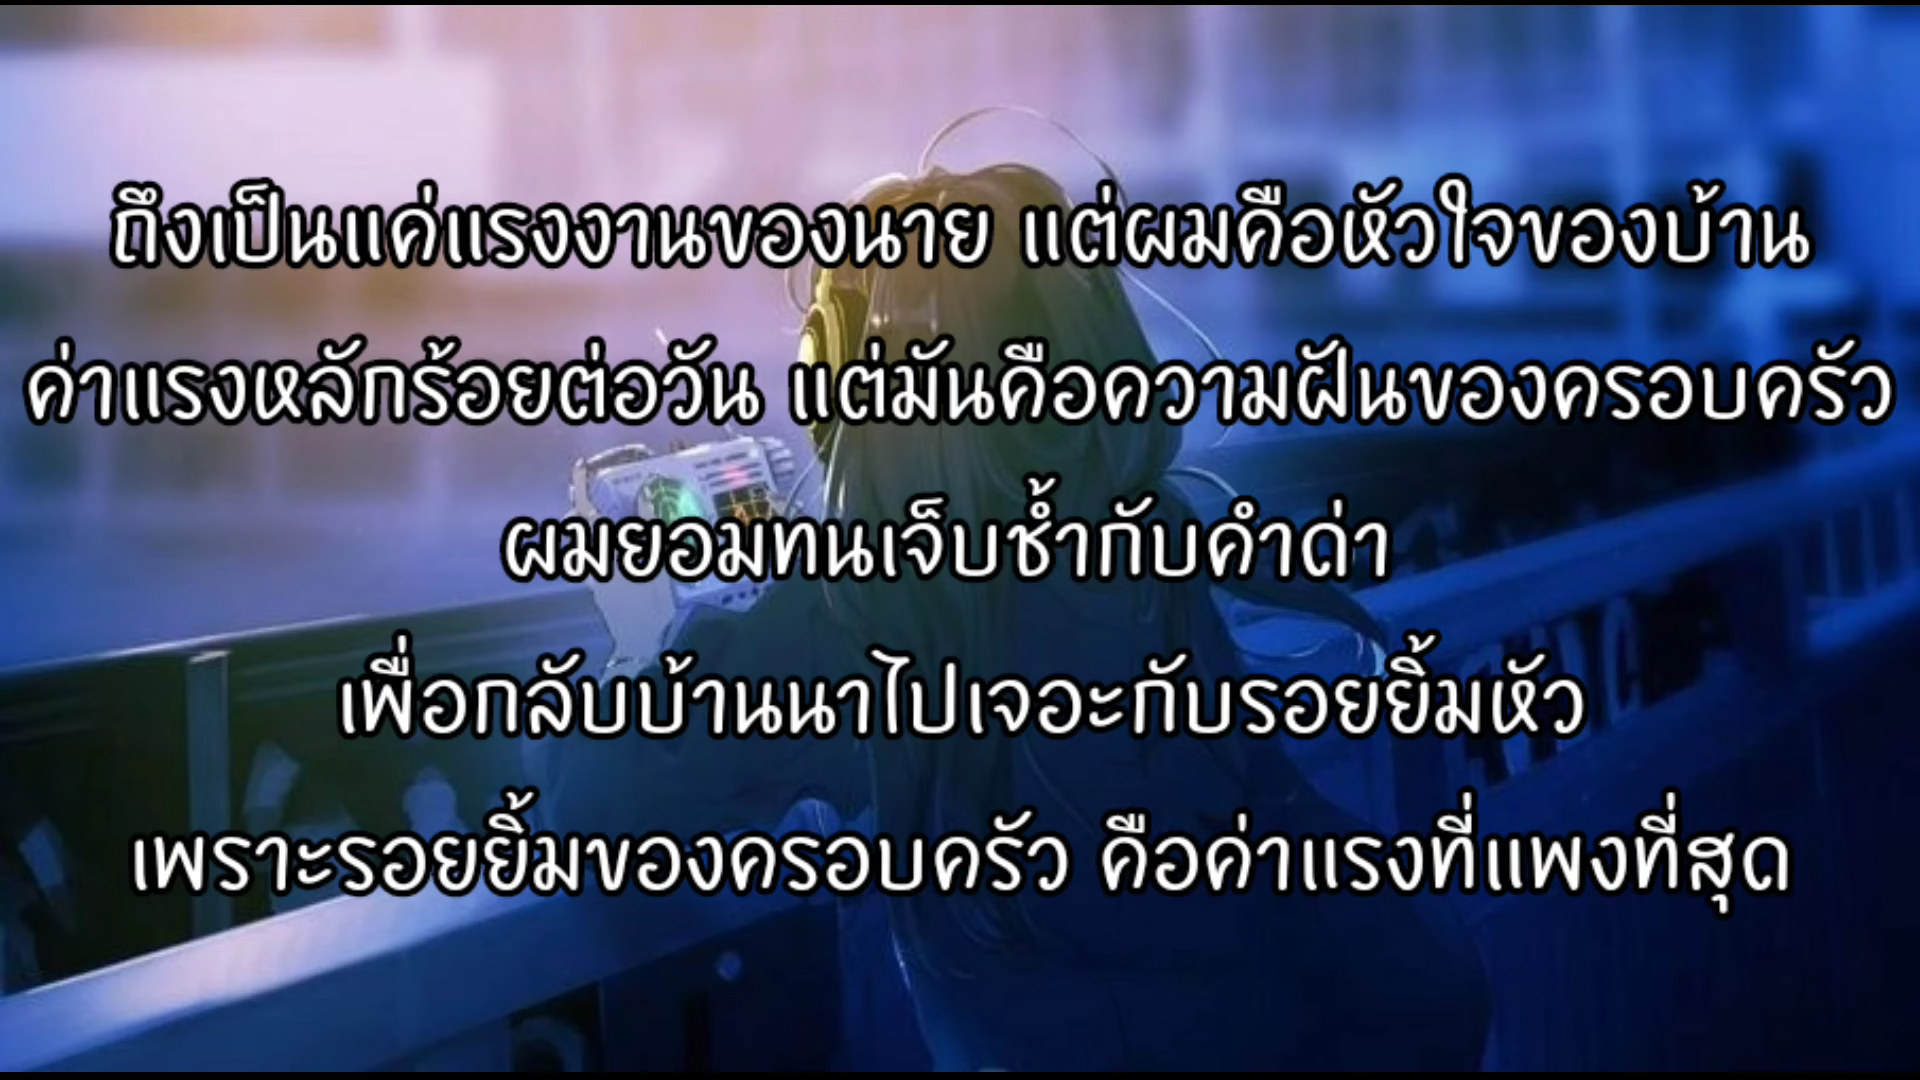 ถึงเป็นแค่แรงงานของนาย แต่ผมคือหัวใจของบ้าน
ค่าแรงหลักร้อยต่อวัน แต่มันคือความฝันของครอบครัว
ผมยอมทนเจ็บช้ำกับคำด่า
เพื่อกลับบ้านนาไปเจอะกับรอยยิ้มหัว
เพราะรอยยิ้มของครอบครัว คือค่าแรงที่แพงที่สุด